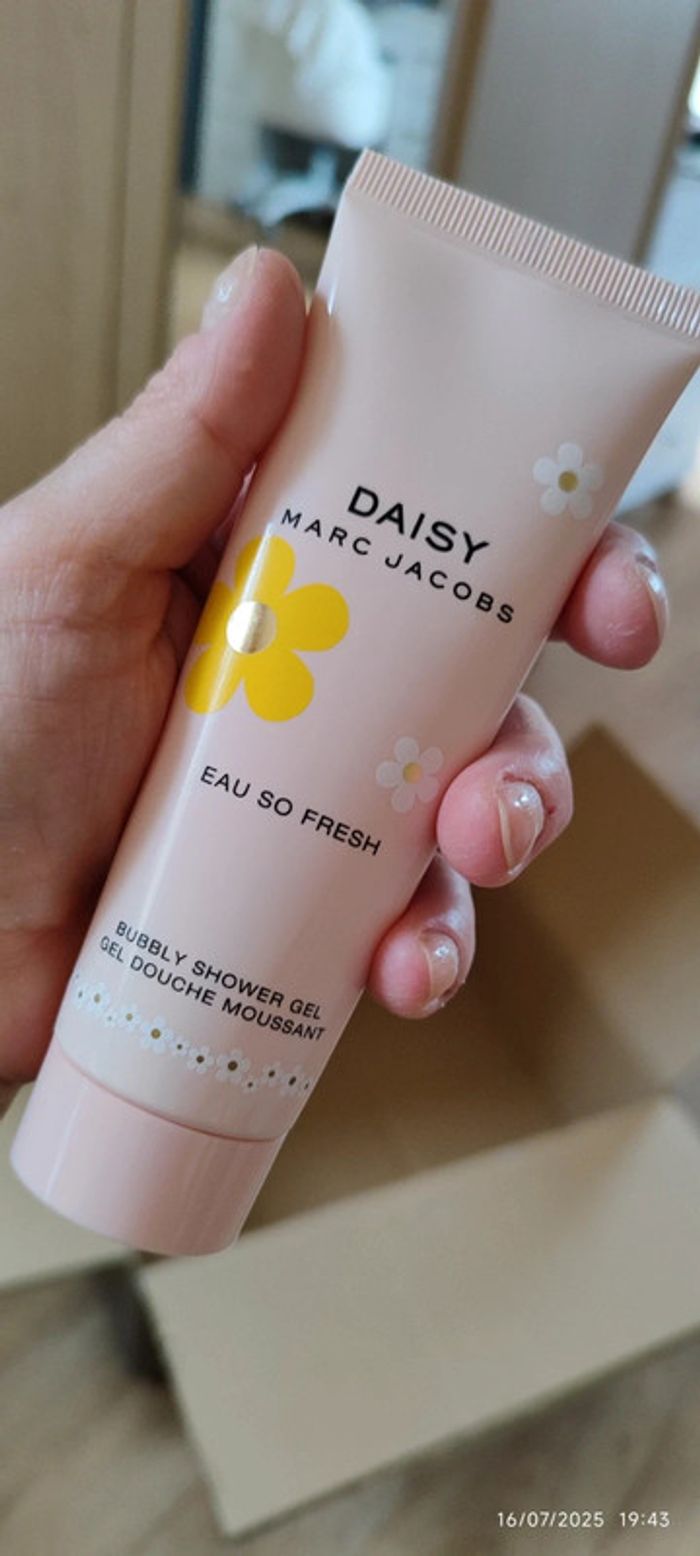 DAISY
MARC JACOBS
EAU SO FRESH
BUBBLY SHOWER GEL
GEL DOUCHE MOUSSANT
16/07/2025 19:43